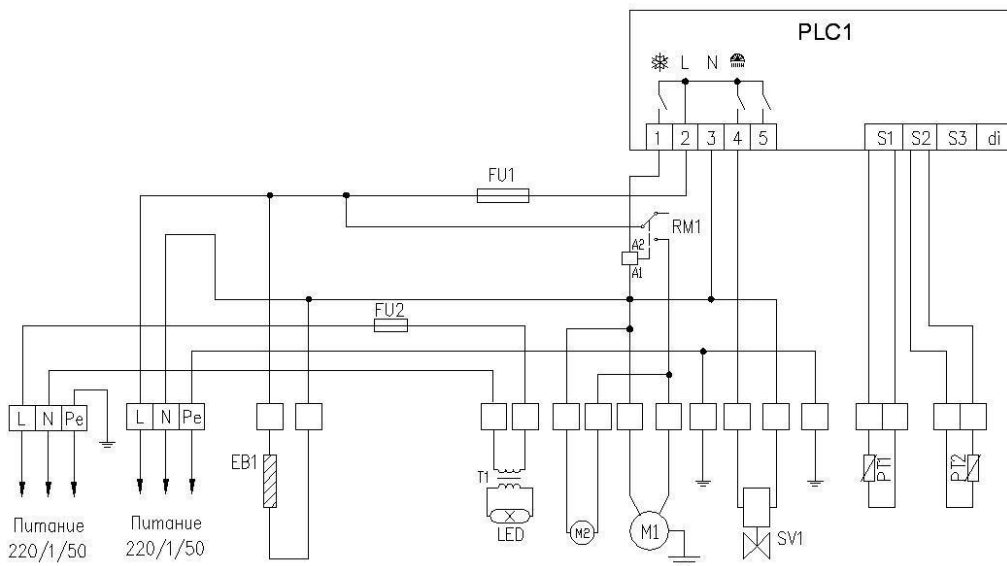 PLC1
L N
1 2 3 4 5
S1 S2 S3 di
FU1
RM1
A2
A1
FU2
L N Pe
L N Pe
EB1
T1
LED
M2
M1
SV1
PT1
PT2
Питание
220/1/50
Питание
220/1/50